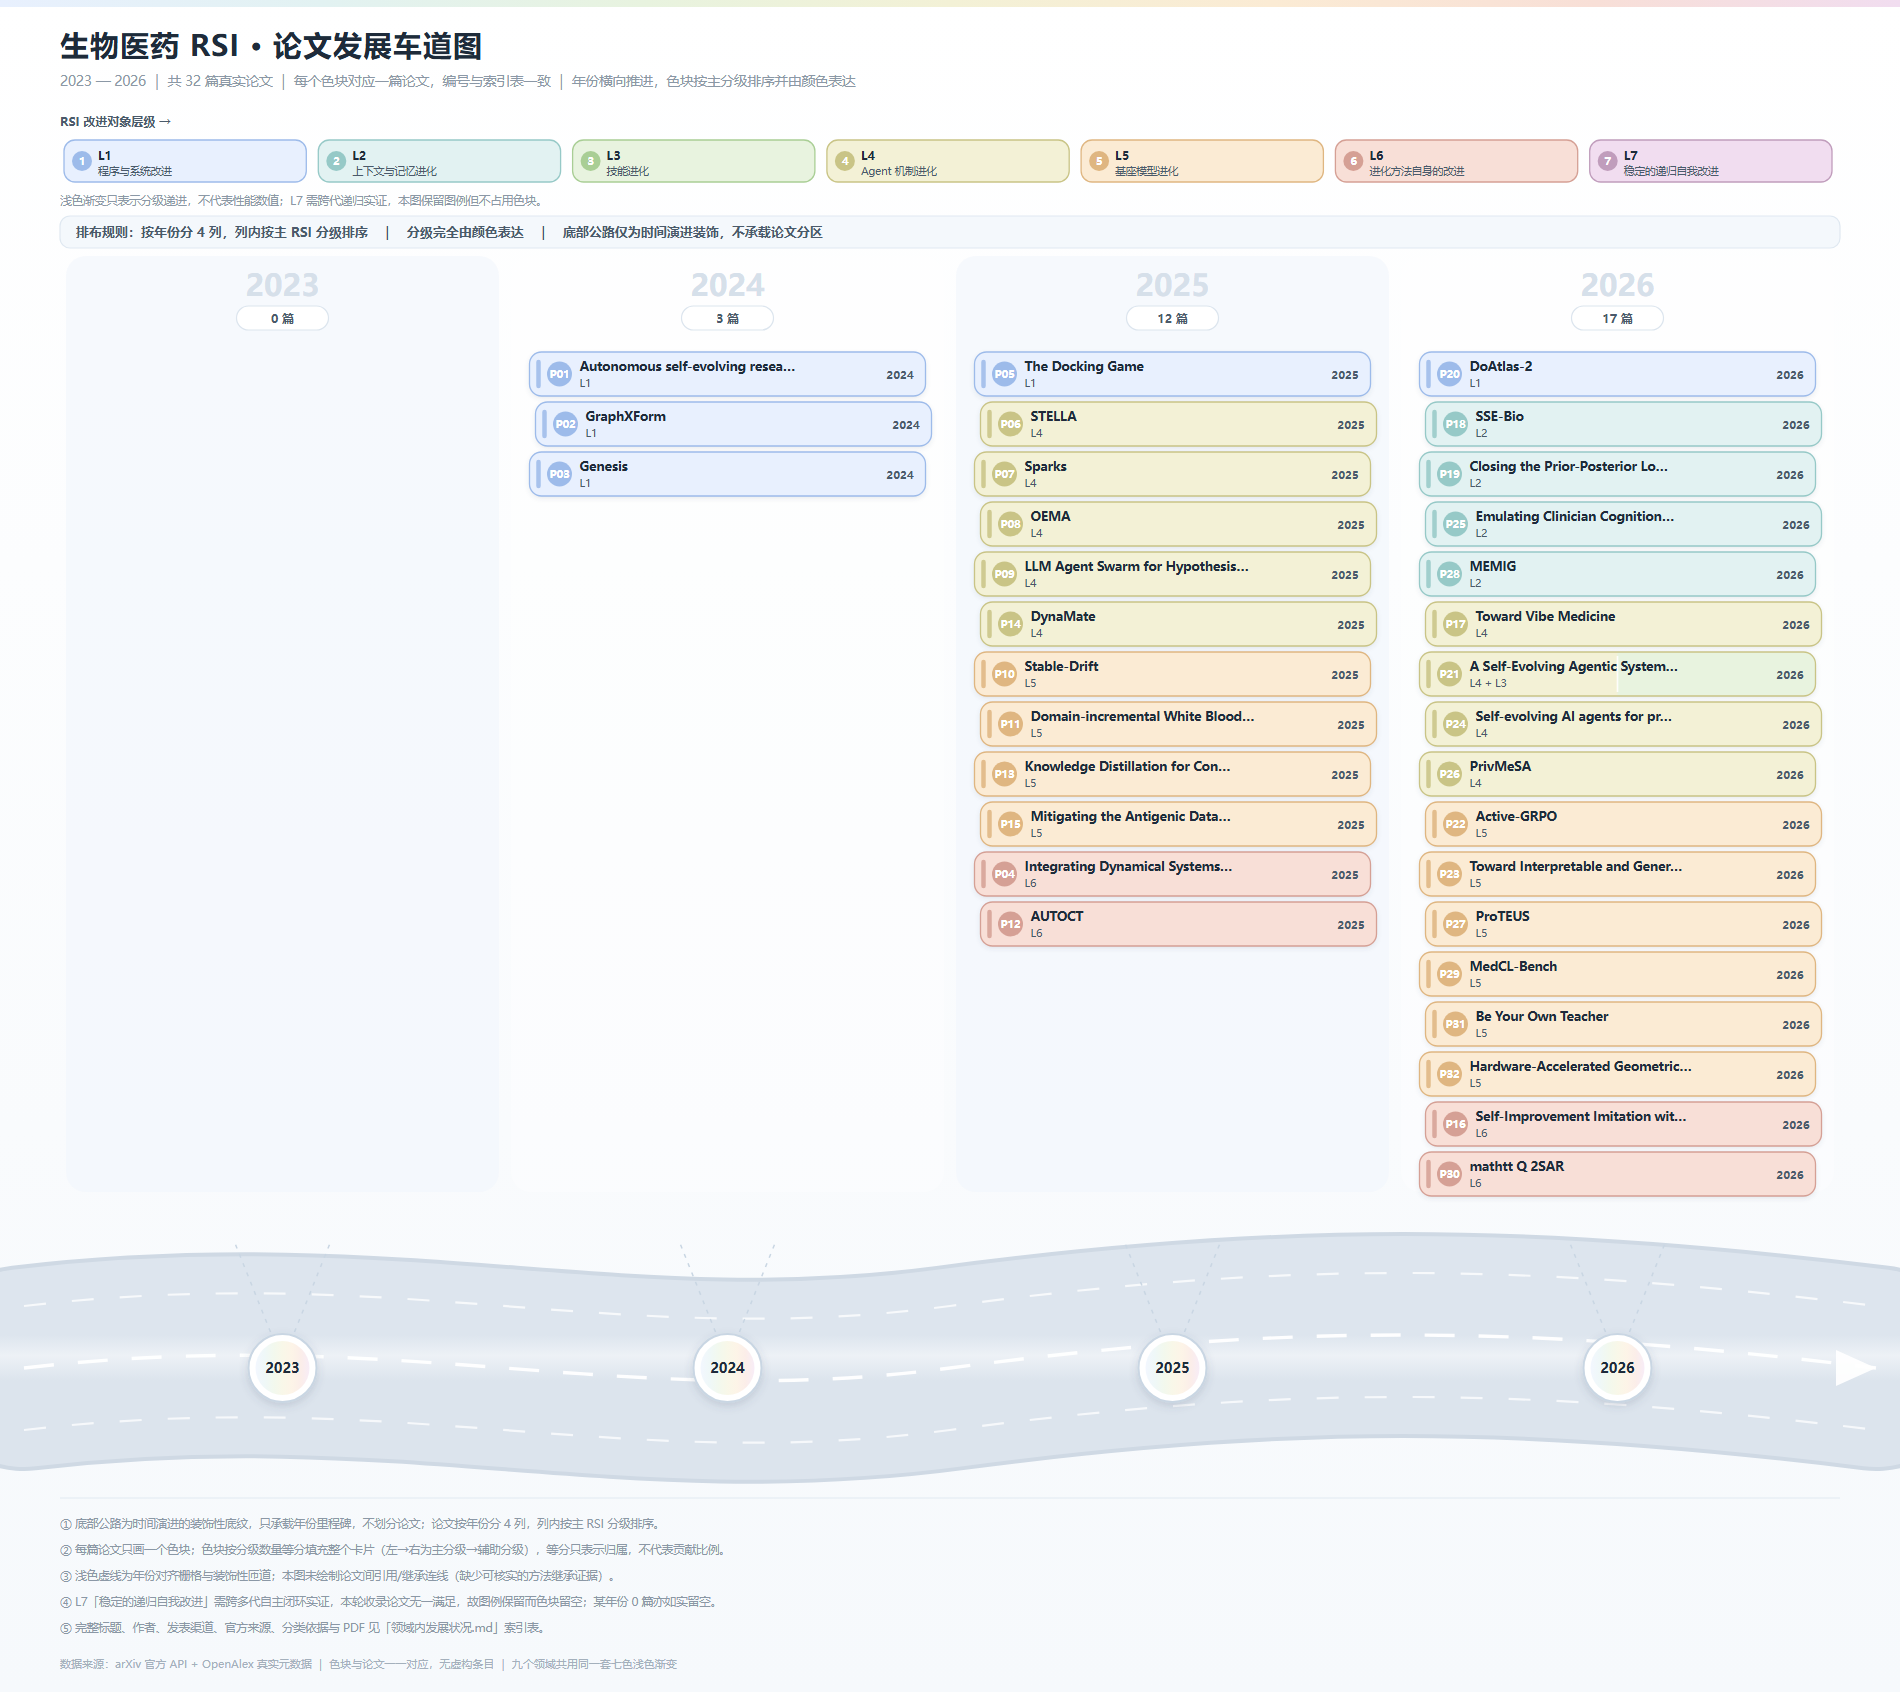 生物医药 RSI • 论文发展车道图
2023 — 2026 | 共 32 篇真实论文 | 每个色块对应一篇论文，编号与索引表一致 | 年份横向推进，色块按主分级排序并由颜色表达
RSI 改进对象层级 →
1 L1 程序与系统改进
2 L2 上下文与记忆进化
3 L3 技能进化
4 L4 Agent 机制进化
5 L5 基座模型进化
6 L6 进化方法自身的改进
7 L7 稳定的递归自我改进
浅色渐变只表示分级递进，不代表性能数值；L7 需跨代递归实证，本图保留图例但不占用色块。
排布规则：按年份分 4 列，列内按主 RSI 分级排序 | 分级完全由颜色表达 | 底部公路仅为时间演进装饰，不承载论文分区
2023
0 篇
2024
3 篇
P01 Autonomous self-evolving resea... 2024
L1
P02 GraphXForm 2024
L1
P03 Genesis 2024
L1
2025
12 篇
P05 The Docking Game 2025
L1
P06 STELLA 2025
L4
P07 Sparks 2025
L4
P08 OEMA 2025
L4
P09 LLM Agent Swarm for Hypothesis... 2025
L4
P14 DynaMate 2025
L4
P10 Stable-Drift 2025
L5
P11 Domain-incremental White Blood... 2025
L5
P13 Knowledge Distillation for Con... 2025
L5
P15 Mitigating the Antigenic Data... 2025
L5
P04 Integrating Dynamical Systems... 2025
L6
P12 AUTOCT 2025
L6
2026
17 篇
P20 DoAtlas-2 2026
L1
P18 SSE-Bio 2026
L2
P19 Closing the Prior-Posterior Lo... 2026
L2
P25 Emulating Clinician Cognition... 2026
L2
P28 MEMIG 2026
L2
P17 Toward Vibe Medicine 2026
L4
P21 A Self-Evolving Agentic System... 2026
L4 + L3
P24 Self-evolving AI agents for pr... 2026
L4
P26 PrivMeSA 2026
L4
P22 Active-GRPO 2026
L5
P23 Toward Interpretable and Gener... 2026
L5
P27 ProTEUS 2026
L5
P29 MedCL-Bench 2026
L5
P31 Be Your Own Teacher 2026
L5
P32 Hardware-Accelerated Geometric... 2026
L5
P16 Self-Improvement Imitation wit... 2026
L6
P30 mathtt Q 2SAR 2026
L6
2023
2024
2025
2026
① 底部公路为时间演进的装饰性底纹，只承载年份里程碑，不划分论文；论文按年份分 4 列，列内按主 RSI 分级排序。
② 每篇论文只画一个色块；色块按分级数量等分填充整个卡片（左→右为主分级→辅助分级），等分只表示归属，不代表贡献比例。
③ 浅色虚线为年份对齐栅格与装饰性匝道；本图未绘制论文间引用/继承连线（缺少可核实的方法继承证据）。
④ L7「稳定的递归自我改进」需跨多代自主闭环实证，本轮收录论文无一满足，故图例保留而色块留空；某年份 0 篇亦如实留空。
⑤ 完整标题、作者、发表渠道、官方来源、分类依据与 PDF 见「领域内发展状况.md」索引表。
数据来源：arXiv 官方 API + OpenAlex 真实元数据 | 色块与论文一一对应，无虚构条目 | 九个领域共用同一套七色浅色渐变